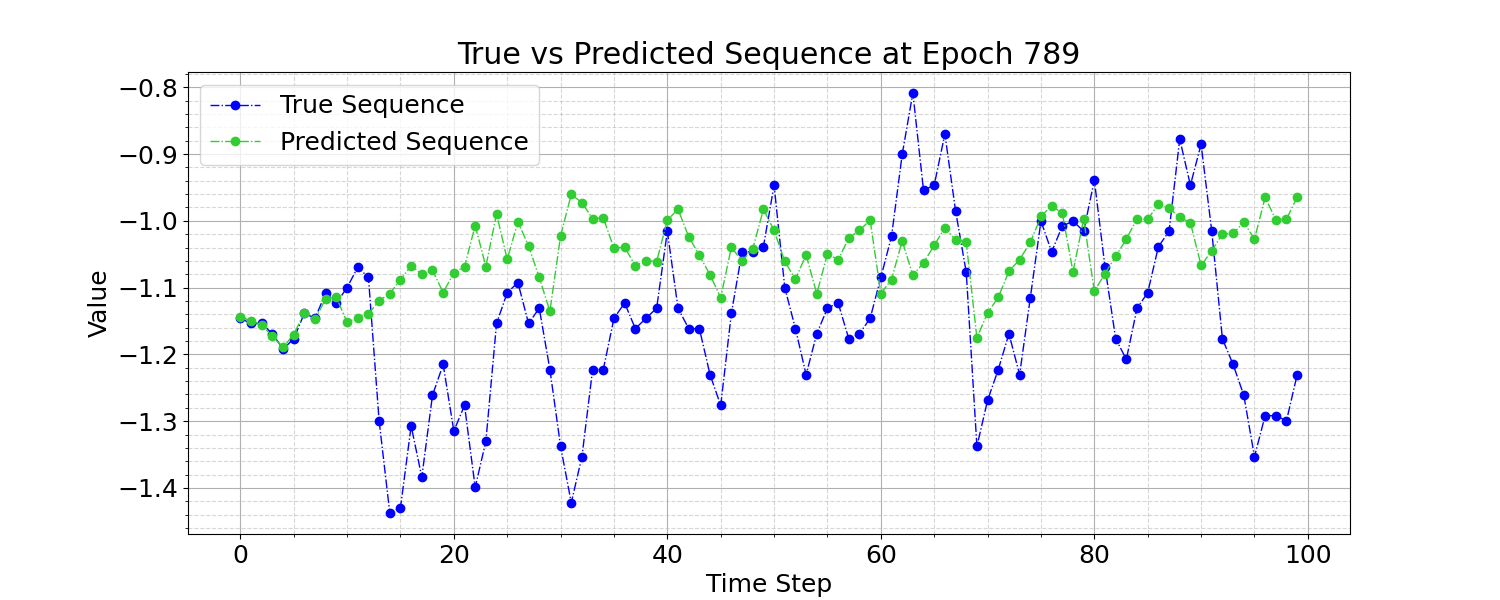 True vs Predicted Sequence at Epoch 789
True Sequence
Predicted Sequence
Value
−0.8
−0.9
−1.0
−1.1
−1.2
−1.3
−1.4
0 20 40 60 80 100
Time Step